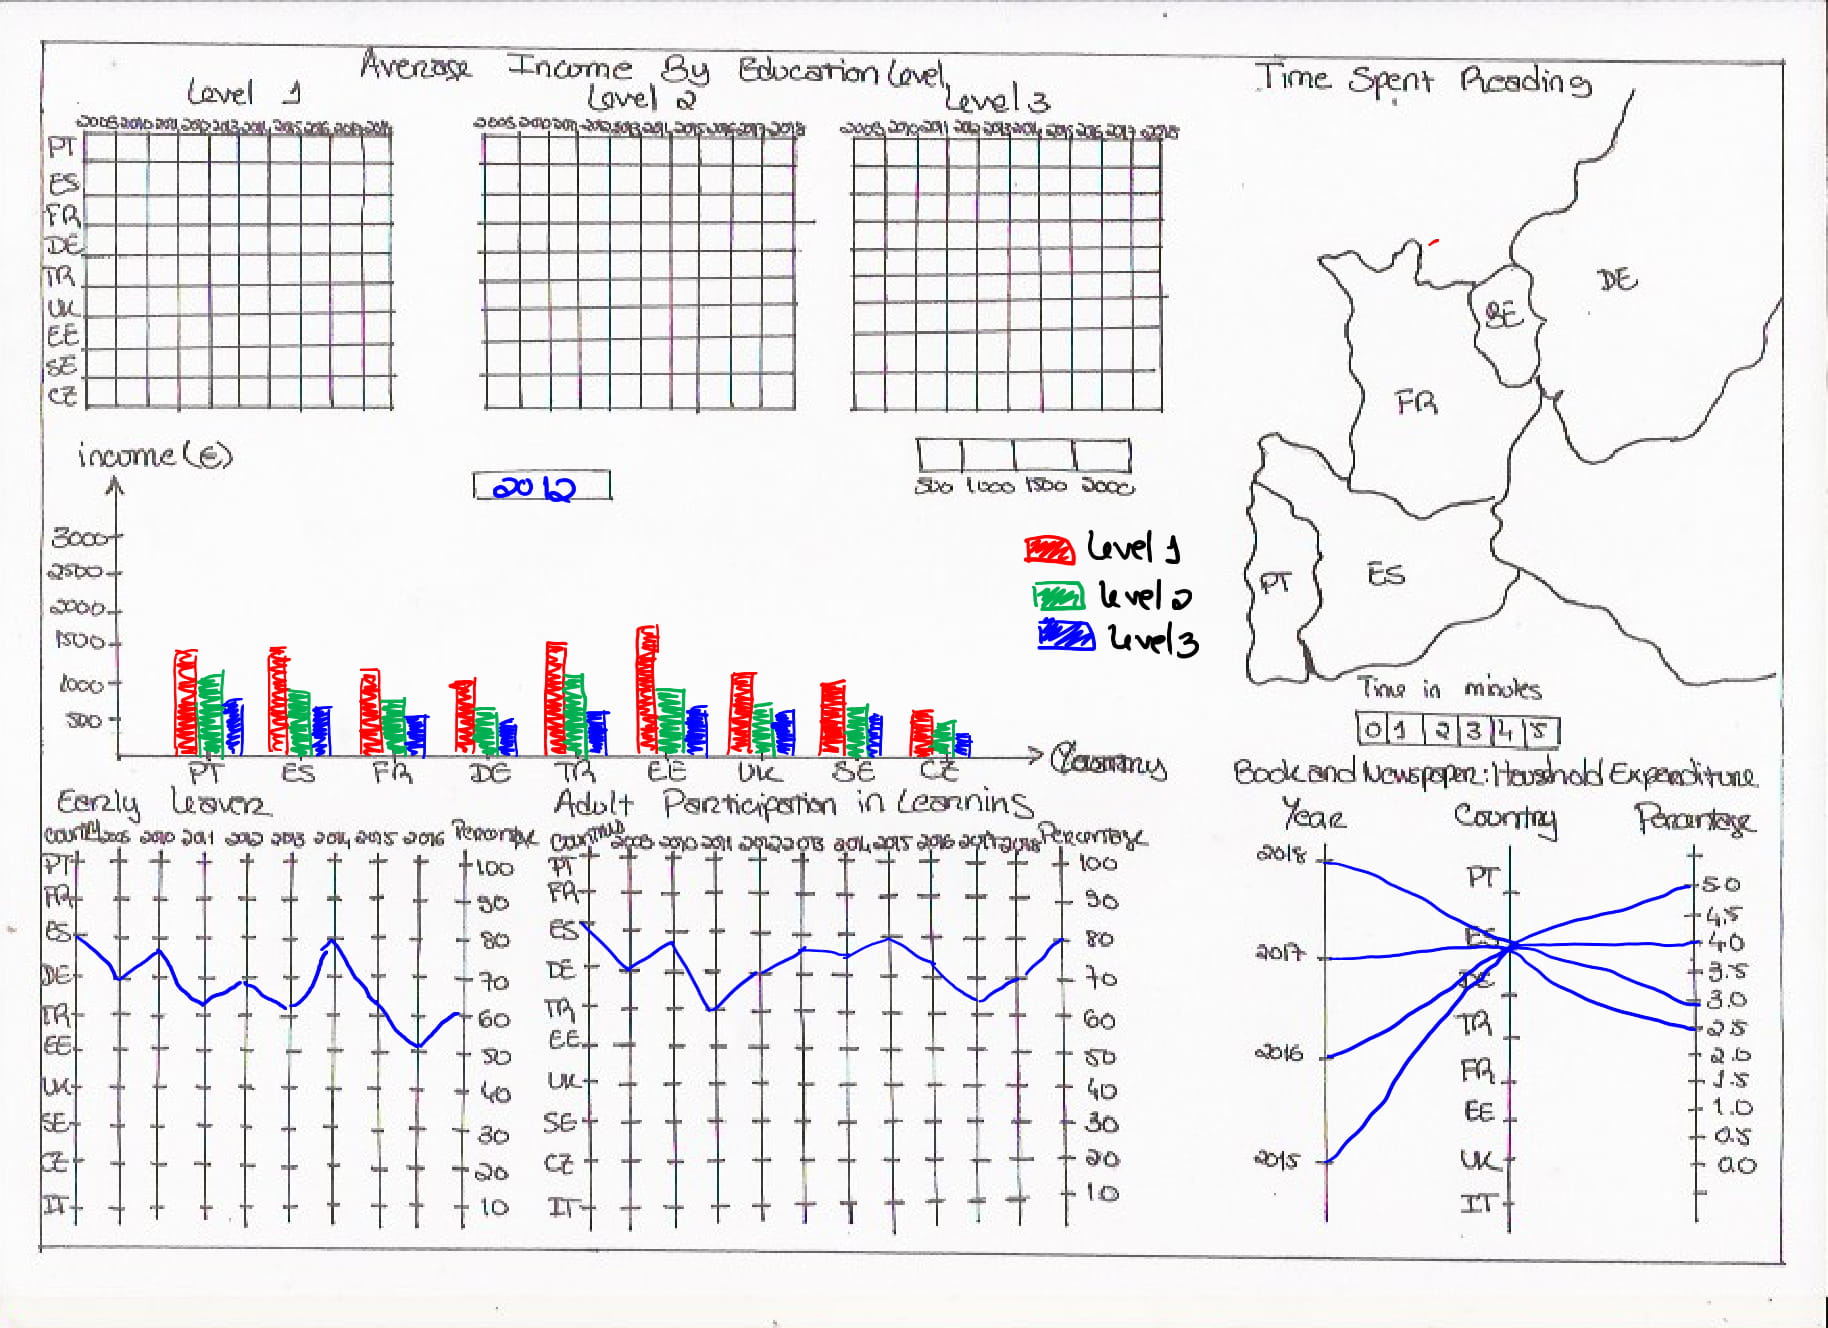 Average Income By Education Level
Level 1
Level 2
Level 3
2008 2010 2011 2012 2013 2014 2015 2016 2017 2018
2008 2010 2011 2012 2013 2014 2015 2016 2017 2018
2008 2010 2011 2012 2013 2014 2015 2016 2017 2018
PT
ES
FR
DE
TR
UK
EE
SE
CZ
income (€)
2012
500 1000 1500 2000
3000
2500
2000
1500
1000
500
Level 1
Level 2
Level 3
PT ES FR DE TR EE UK SE CZ
Country
Time Spent Reading
DE
BE
FR
PT
ES
Time in minutes
0 1 2 3 4 5
Early leavers
Country 2008 2010 2011 2012 2013 2014 2015 2016 Percentage
PT 100
FR 90
ES 80
DE 70
TR 60
EE 50
UK 40
SE 30
CZ 20
IT 10
Adult Participation in Learning
2008 2010 2011 2012 2013 2014 2015 2016 2017 2018 Percentage
PT 100
FR 90
ES 80
DE 70
TR 60
EE 50
UK 40
SE 30
CZ 20
IT 10
Book and Newspaper: Household Expenditure
Year Country Percentage
2018
2017
2016
2015
PT
ES
DE
TR
FR
EE
UK
IT
5.0
4.5
4.0
3.5
3.0
2.5
2.0
1.5
1.0
0.5
0.0